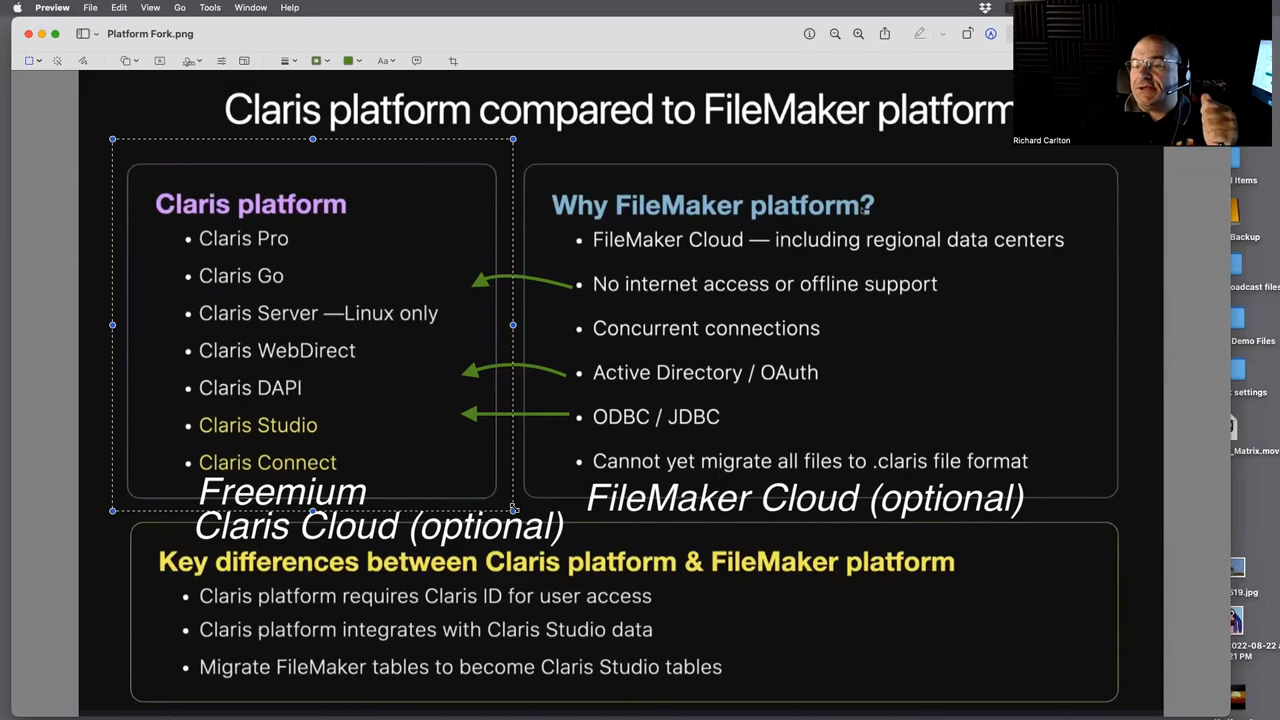 Preview File Edit View Go Tools Window Help
Platform Fork.png
Aa
Richard Carlton
Claris platform compared to FileMaker platform
Claris platform
• Claris Pro
• Claris Go
• Claris Server —Linux only
• Claris WebDirect
• Claris DAPI
• Claris Studio
• Claris Connect
Freemium
Claris Cloud (optional)
Why FileMaker platform?
• FileMaker Cloud — including regional data centers
• No internet access or offline support
• Concurrent connections
• Active Directory / OAuth
• ODBC / JDBC
• Cannot yet migrate all files to .claris file format
FileMaker Cloud (optional)
Key differences between Claris platform & FileMaker platform
• Claris platform requires Claris ID for user access
• Claris platform integrates with Claris Studio data
• Migrate FileMaker tables to become Claris Studio tables
Items
Backup
Demo Files
settings
_Matrix.mov
519.jpg